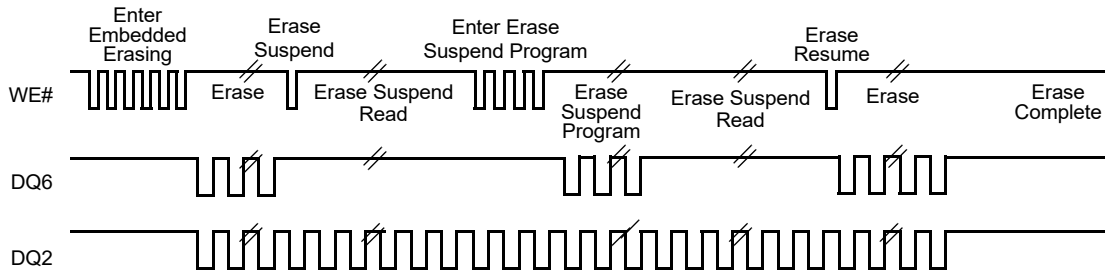 Enter
Embedded
Erasing
Erase
Suspend
Enter Erase
Suspend Program
Erase
Resume
WE#
Erase
Erase Suspend
Read
Erase
Suspend
Program
Erase Suspend
Read
Erase
Erase
Complete
DQ6
DQ2